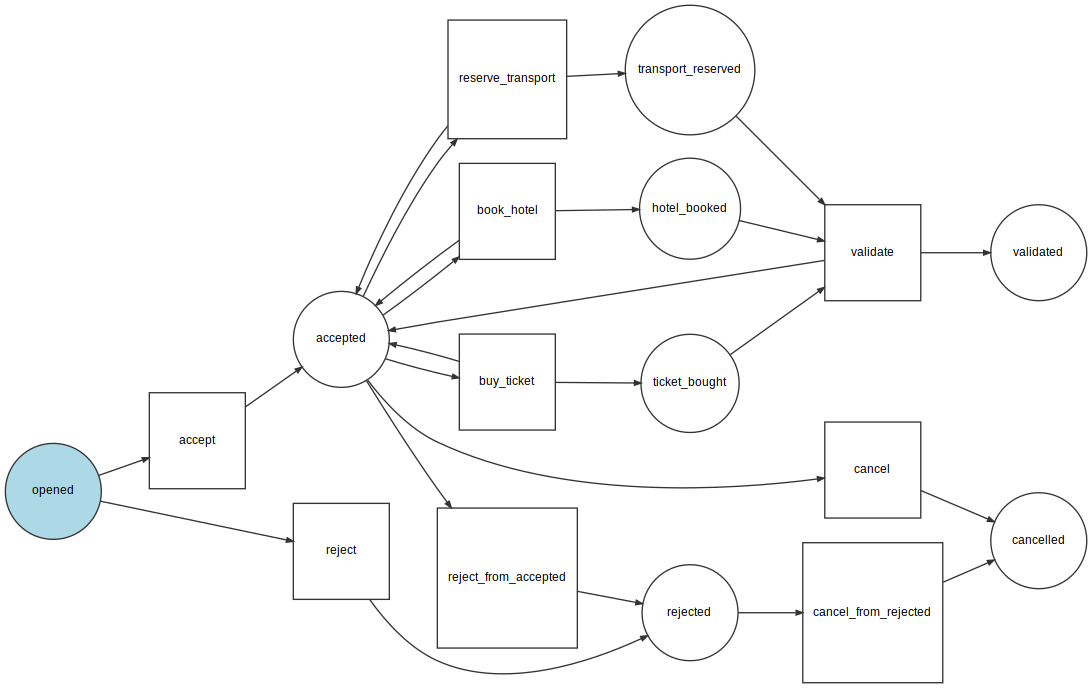 reserve_transport
transport_reserved
book_hotel
hotel_booked
validate
validated
accepted
buy_ticket
ticket_bought
accept
opened
cancel
reject
reject_from_accepted
rejected
cancel_from_rejected
cancelled